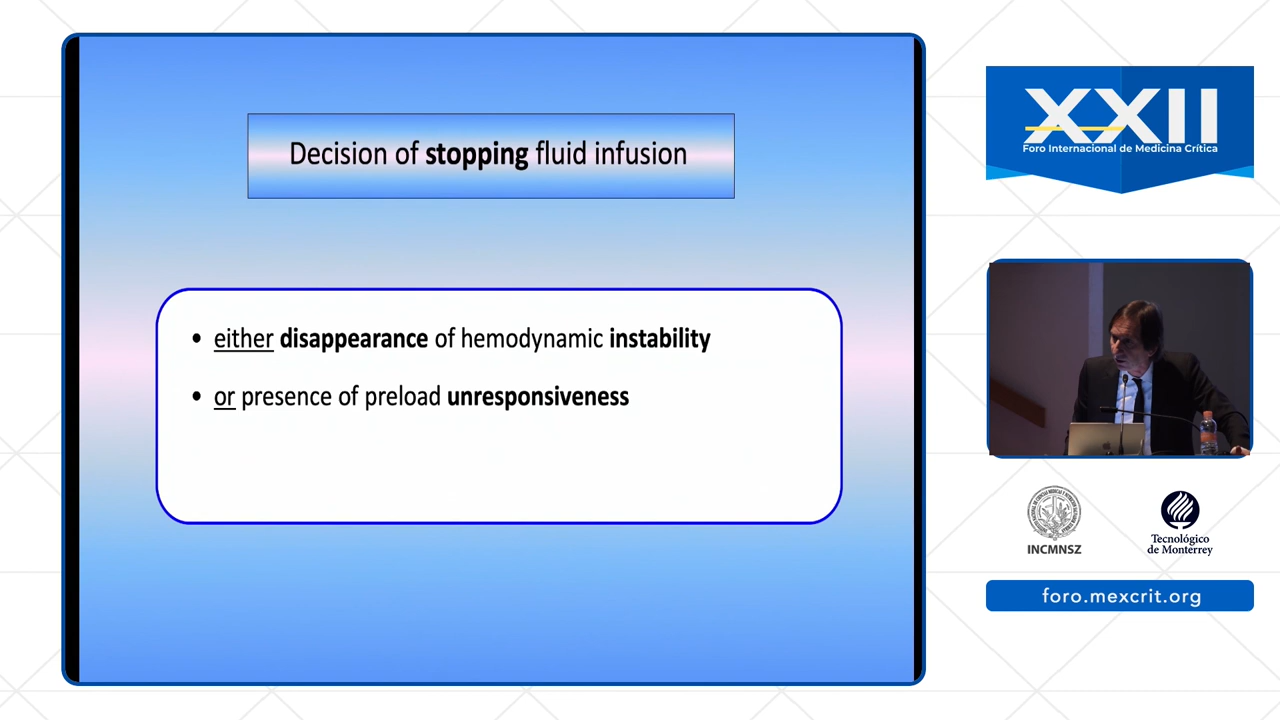 Decision of stopping fluid infusion
• either disappearance of hemodynamic instability
• or presence of preload unresponsiveness
XXII
Foro Internacional de Medicina Crítica
INCMNSZ
Tecnológico
de Monterrey
foro.mexcrit.org